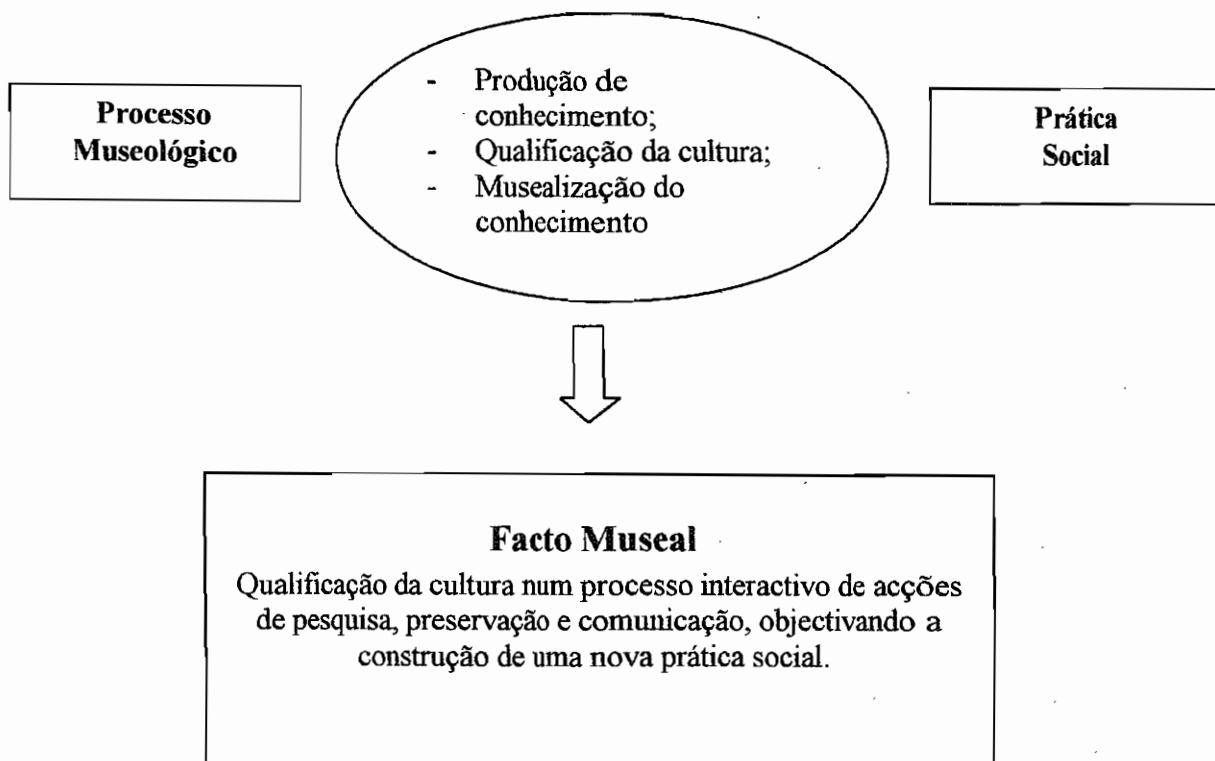 Processo
Museológico
- Produção de
conhecimento;
- Qualificação da cultura;
- Musealização do
conhecimento
Prática
Social
Facto Museal
Qualificação da cultura num processo interactivo de acções
de pesquisa, preservação e comunicação, objectivando a
construção de uma nova prática social.